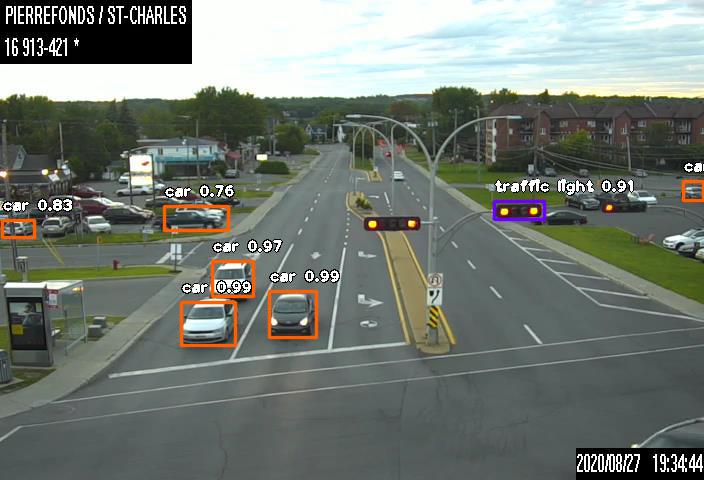 PIERREFONDS / ST-CHARLES
16 913-421 *
car 0.76
traffic light 0.91
car
car 0.83
car 0.97
car 0.99
car 0.99
2020/08/27 19:34:44